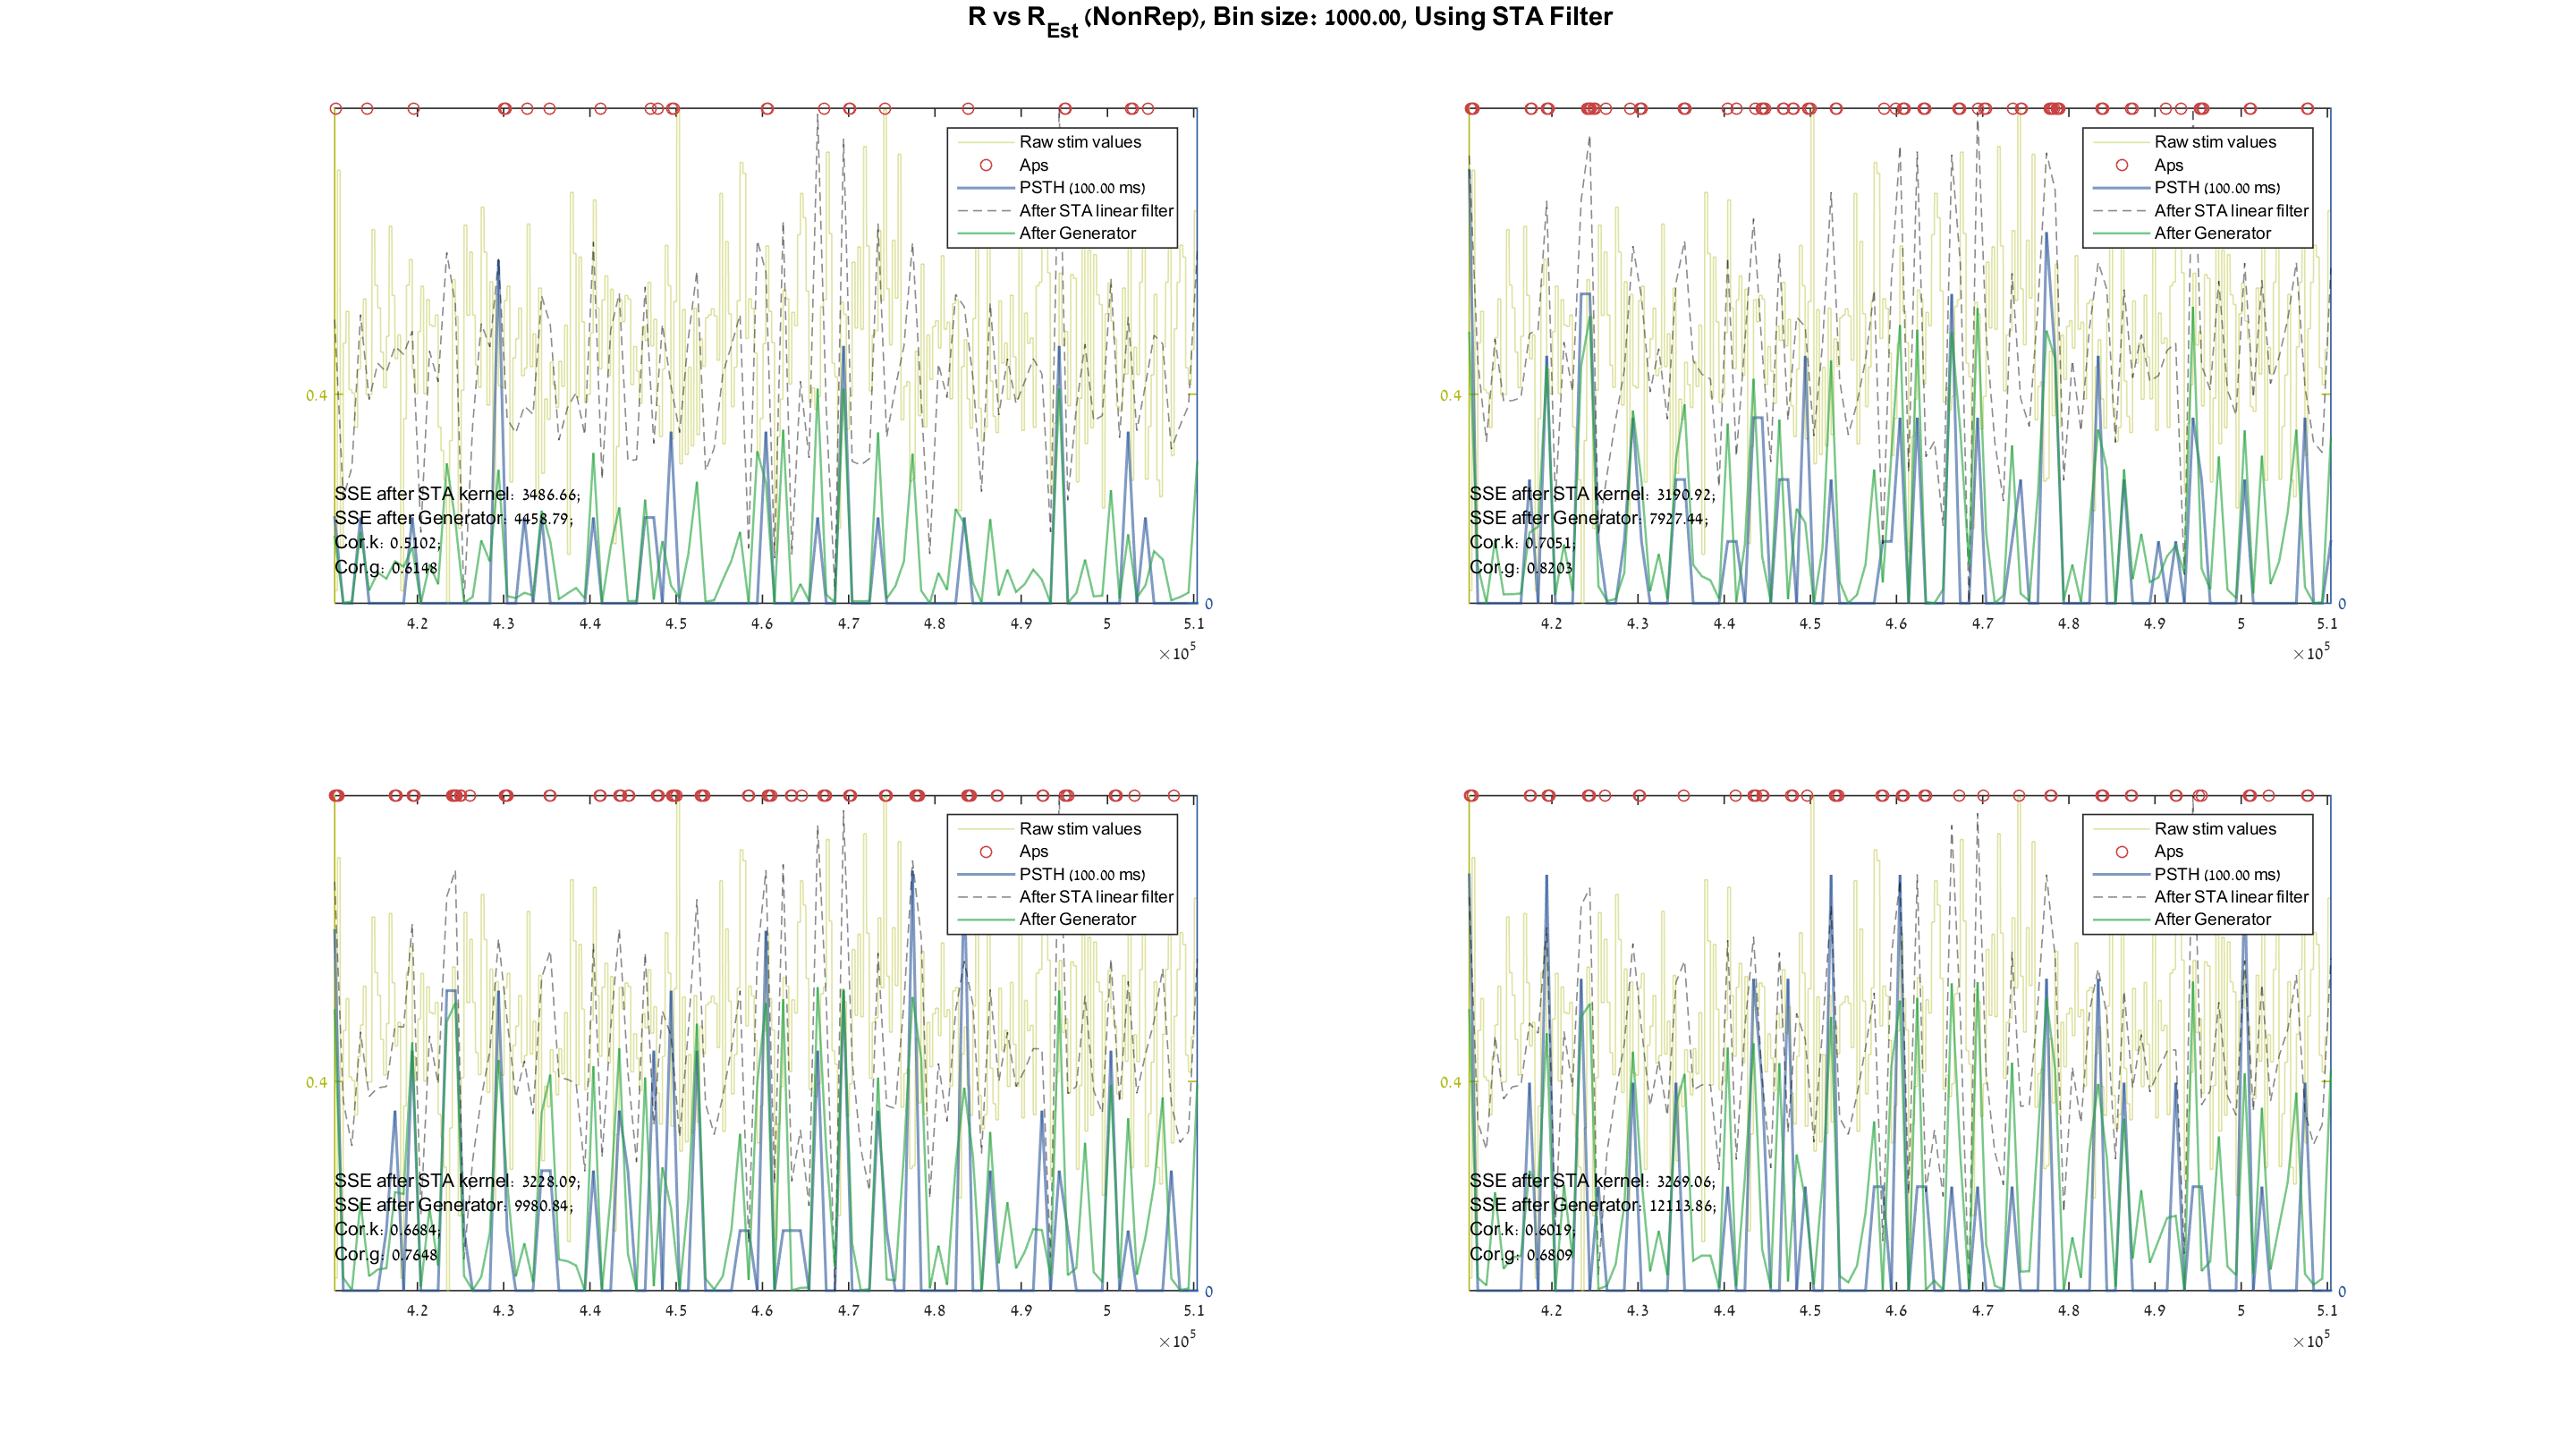 R vs R_Est (NonRep), Bin size: 1000.00, Using STA Filter
Raw stim values
Aps
PSTH (100.00 ms)
After STA linear filter
After Generator
0.4
SSE after STA kernel: 3486.66;
SSE after Generator: 4458.79;
Cor.k: 0.5102;
Cor.g: 0.6148
0
4.2 4.3 4.4 4.5 4.6 4.7 4.8 4.9 5 5.1
×10^5
Raw stim values
Aps
PSTH (100.00 ms)
After STA linear filter
After Generator
0.4
SSE after STA kernel: 3190.92;
SSE after Generator: 7927.44;
Cor.k: 0.7051;
Cor.g: 0.8203
0
4.2 4.3 4.4 4.5 4.6 4.7 4.8 4.9 5 5.1
×10^5
Raw stim values
Aps
PSTH (100.00 ms)
After STA linear filter
After Generator
0.4
SSE after STA kernel: 3228.09;
SSE after Generator: 9980.84;
Cor.k: 0.6684;
Cor.g: 0.7648
0
4.2 4.3 4.4 4.5 4.6 4.7 4.8 4.9 5 5.1
×10^5
Raw stim values
Aps
PSTH (100.00 ms)
After STA linear filter
After Generator
0.4
SSE after STA kernel: 3269.06;
SSE after Generator: 12113.86;
Cor.k: 0.6019;
Cor.g: 0.6809
0
4.2 4.3 4.4 4.5 4.6 4.7 4.8 4.9 5 5.1
×10^5